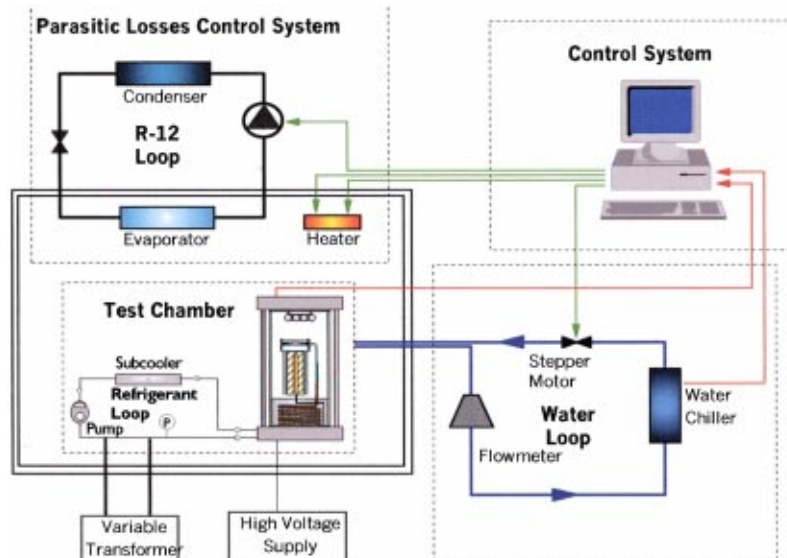 Parasitic Losses Control System
Condenser
R-12
Loop
Evaporator
Heater
Control System
Test Chamber
Subcooler
Refrigerant
Loop
Pump
P
Stepper
Motor
Water
Loop
Water
Chiller
Flowmeter
Variable
Transformer
High Voltage
Supply